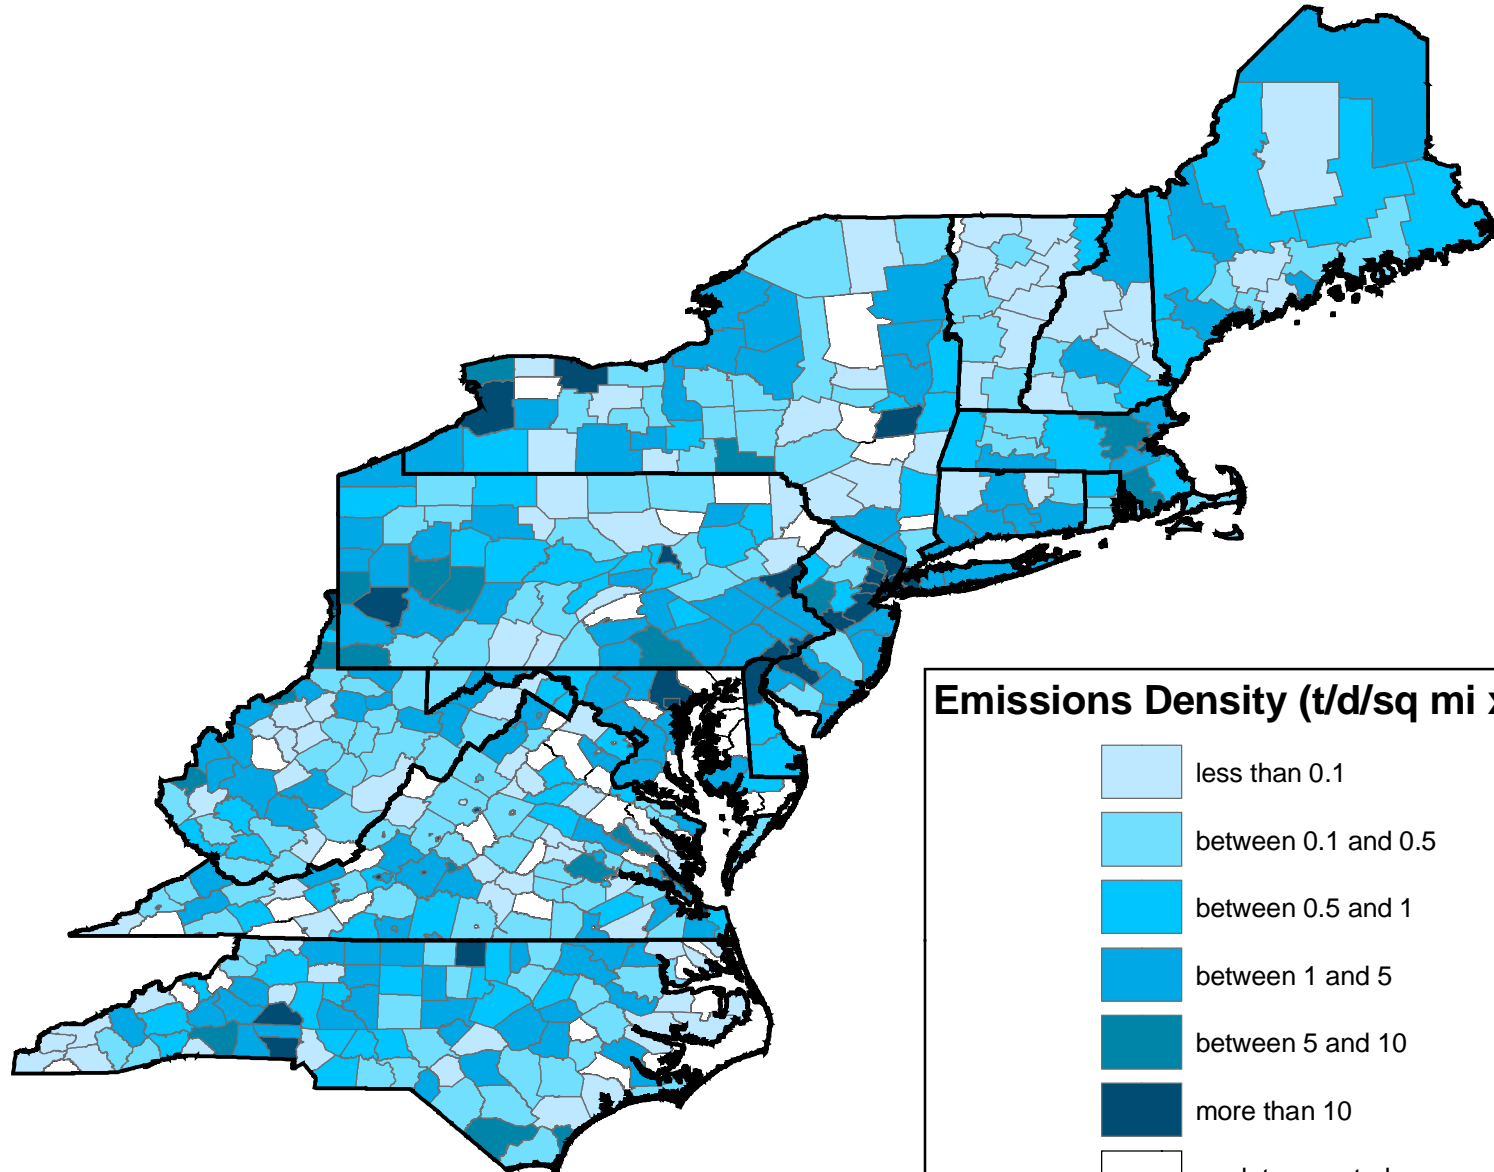 Emissions Density (t/d/sq mi x
less than 0.1
between 0.1 and 0.5
between 0.5 and 1
between 1 and 5
between 5 and 10
more than 10